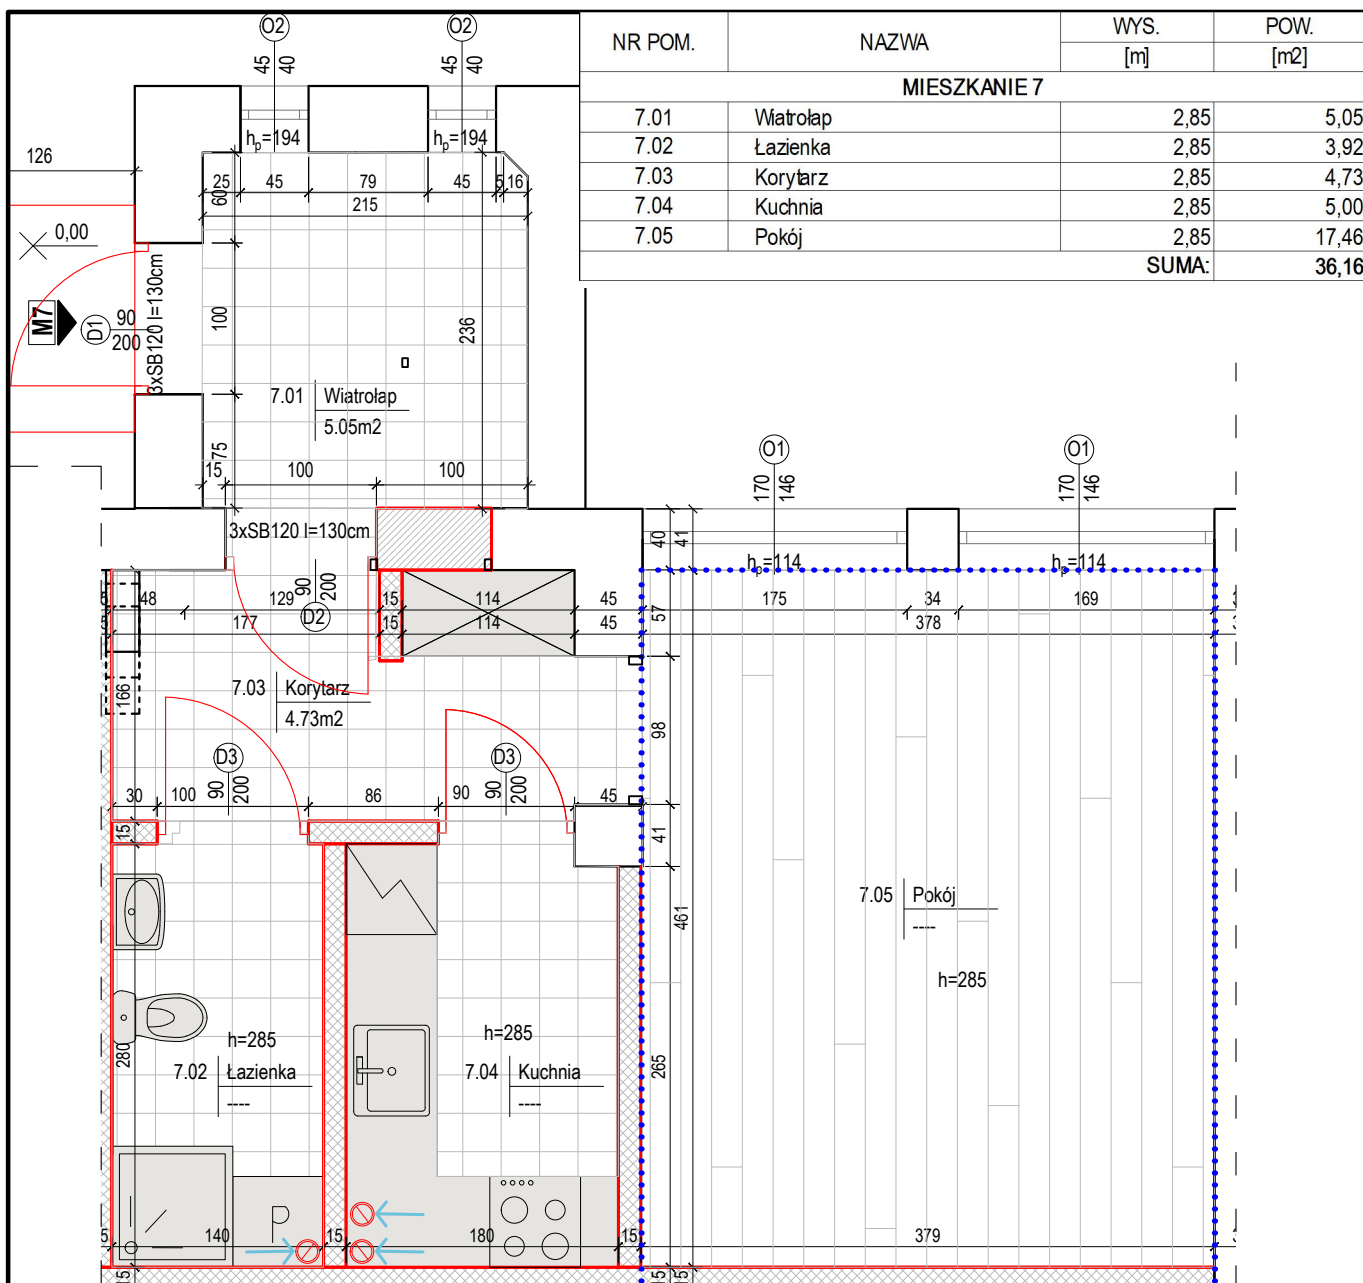 NR POM. NAZWA WYS. POW.
[m] [m2]
MIESZKANIE 7
7.01 Wiatrołap 2,85 5,05
7.02 Łazienka 2,85 3,92
7.03 Korytarz 2,85 4,73
7.04 Kuchnia 2,85 5,00
7.05 Pokój 2,85 17,46
SUMA: 36,16
O2 O2
45 40 45 40
hp=194 hp=194
126
25 45 79 45 5 16
60
215
0,00
M7
D1
90
200
3xSB120 l=130cm
100
236
7.01 Wiatrołap
5.05m2
75
15 100 100
O1 O1
170 146 170 146
3xSB120 l=130cm
40 41
hp=114 hp=114
90
200
D2
48 129 15 114 45 57 175 34 169
177 15 114 45 378
166
7.03 Korytarz
4.73m2
98
D3 D3
30 100 90 200 86 90 90 200 45
15
41
7.05 Pokój
----
461
h=285
h=285 h=285
280
265
7.02 Łazienka 7.04 Kuchnia
---- ----
P
5 140 15 180 15 379
15 15 15